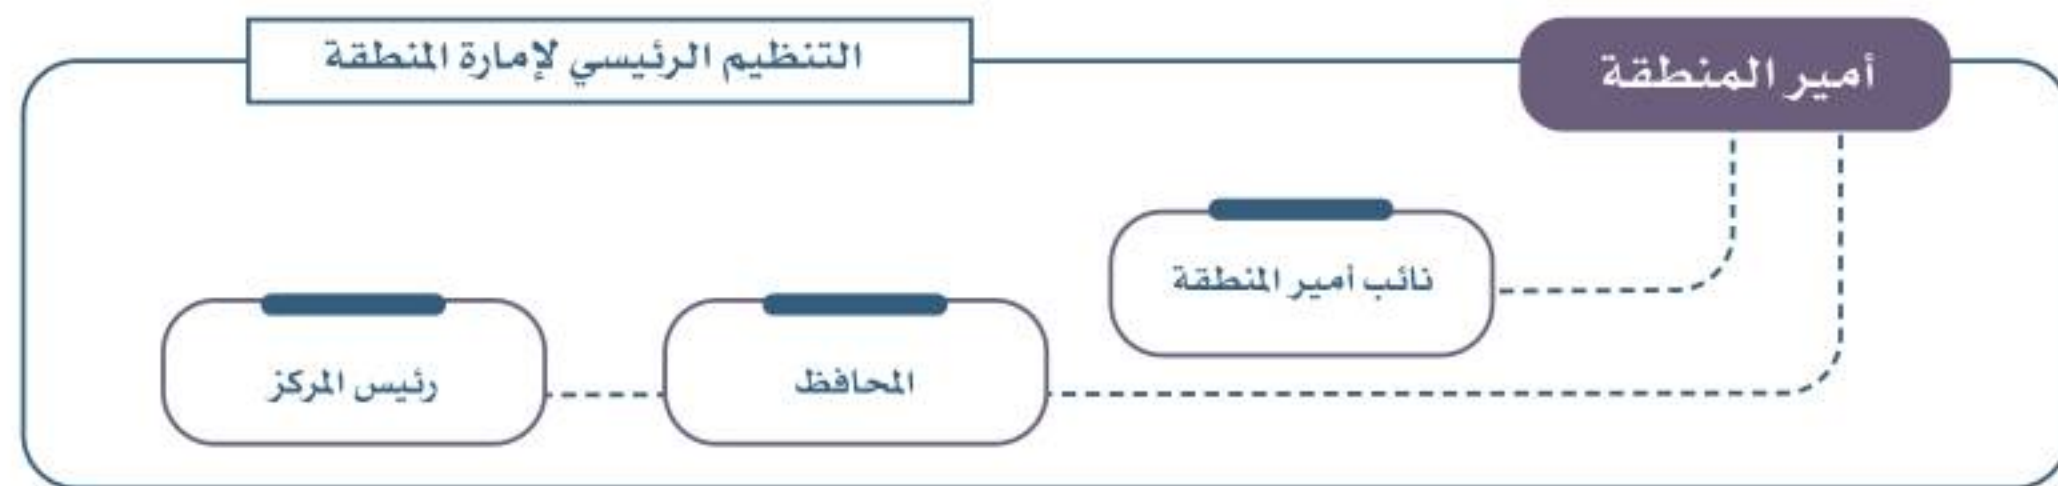 أمير المنطقة
التنظيم الرئيسي لإمارة المنطقة
نائب أمير المنطقة
المحافظ
رئيس المركز